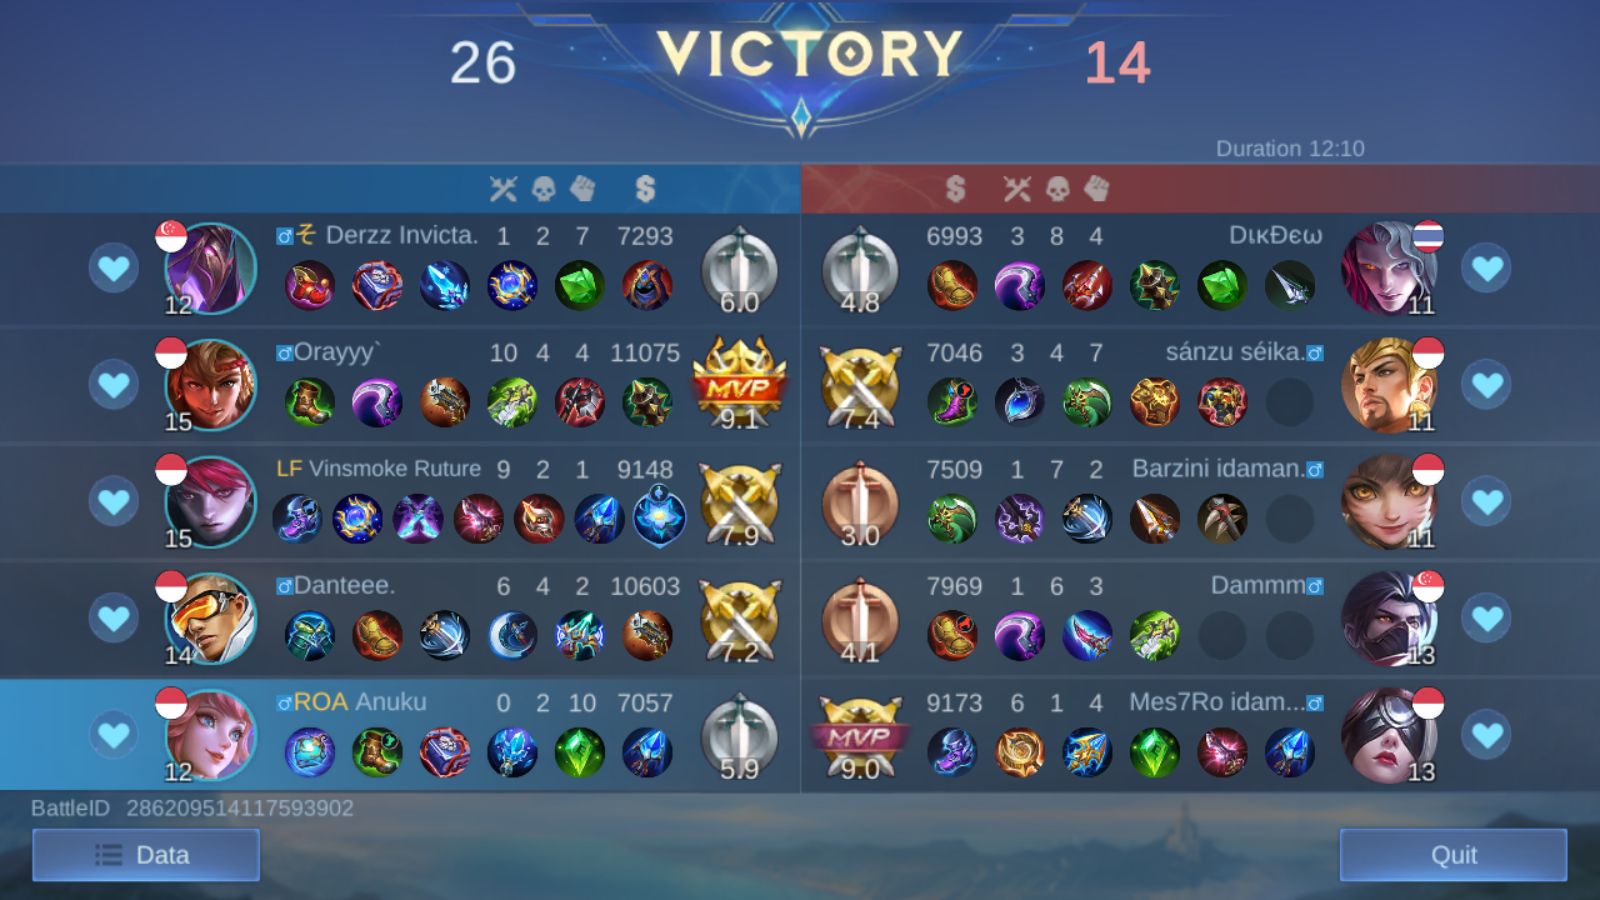 26 VICTORY 14
Duration 12:10
12 ♂そ Derzz Invicta. 1 2 7 7293 6.0
4.8 6993 3 8 4 DικÐєω 11
15 ♂Orayyy` 10 4 4 11075 MVP 9.1
7.4 7046 3 4 7 sánzu séika.♂ 11
15 LF Vinsmoke Ruture 9 2 1 9148 7.9
3.0 7509 1 7 2 Barzini idaman.♂ 11
14 ♂Danteee. 6 4 2 10603 7.2
4.1 7969 1 6 3 Dammm♂ 13
12 ♂ROA Anuku 0 2 10 7057 5.9
MVP 9.0 9173 6 1 4 Mes7Ro idam...♂ 13
BattleID 286209514117593902
Data
Quit